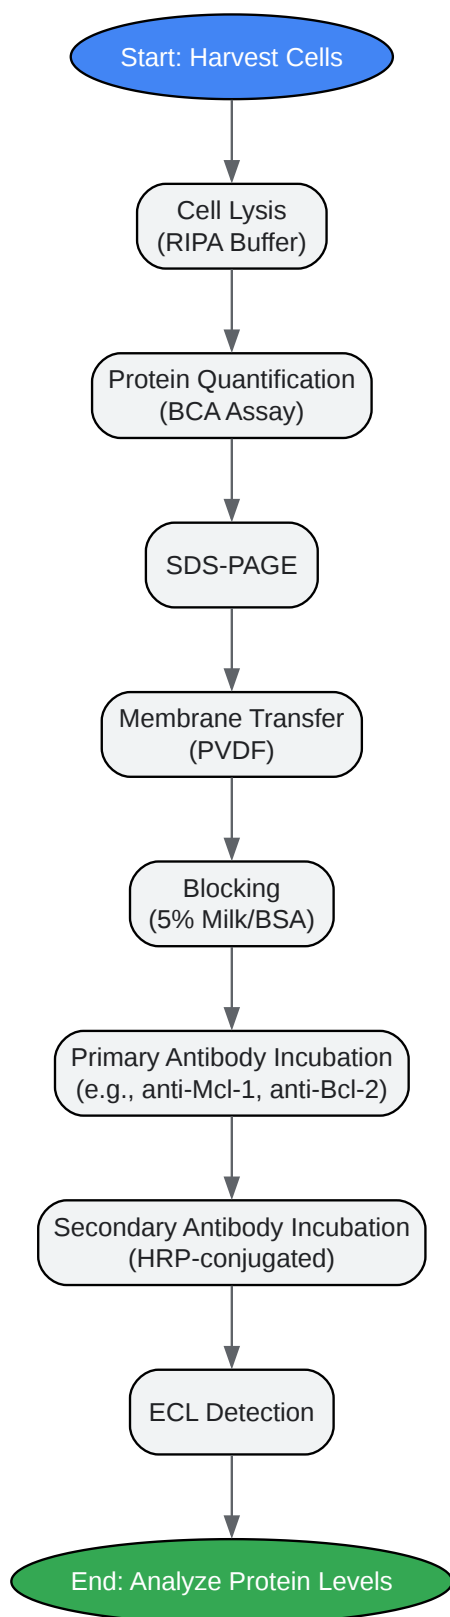 Start: Harvest Cells
Cell Lysis
(RIPA Buffer)
Protein Quantification
(BCA Assay)
SDS-PAGE
Membrane Transfer
(PVDF)
Blocking
(5% Milk/BSA)
Primary Antibody Incubation
(e.g., anti-Mcl-1, anti-Bcl-2)
Secondary Antibody Incubation
(HRP-conjugated)
ECL Detection
End: Analyze Protein Levels